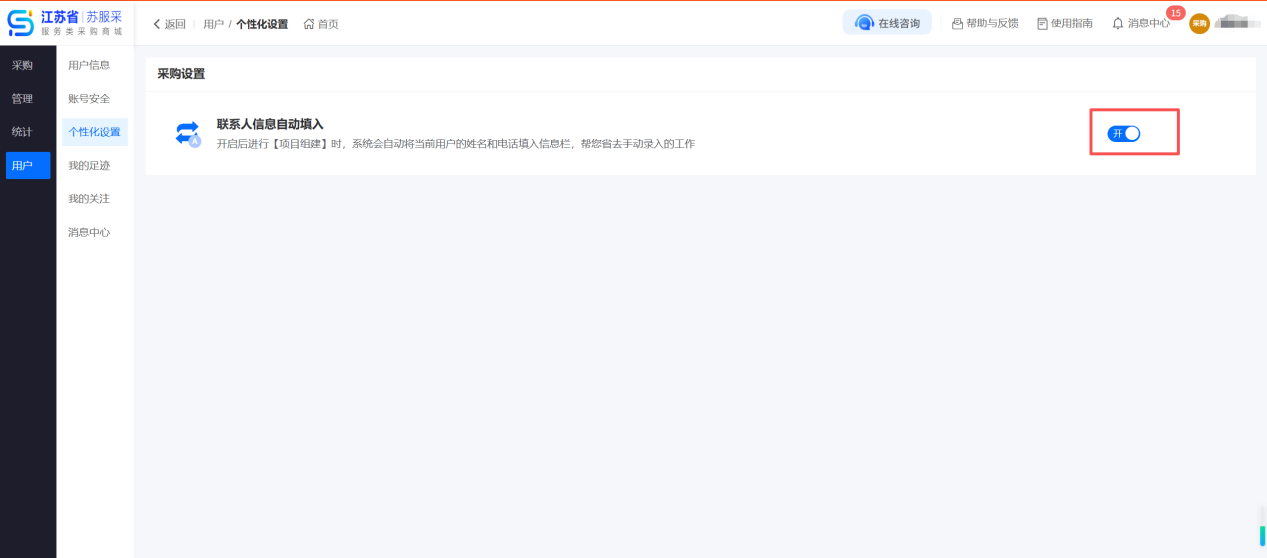 江苏省 | 苏服采
服务类采购商城
返回 | 用户 / 个性化设置 首页
在线咨询 帮助与反馈 使用指南 消息中心 15 采购
采购
管理
统计
用户
用户信息
账号安全
个性化设置
我的足迹
我的关注
消息中心
采购设置
联系人信息自动填入
开启后进行【项目组建】时，系统会自动将当前用户的姓名和电话填入信息栏，帮您省去手动录入的工作
开